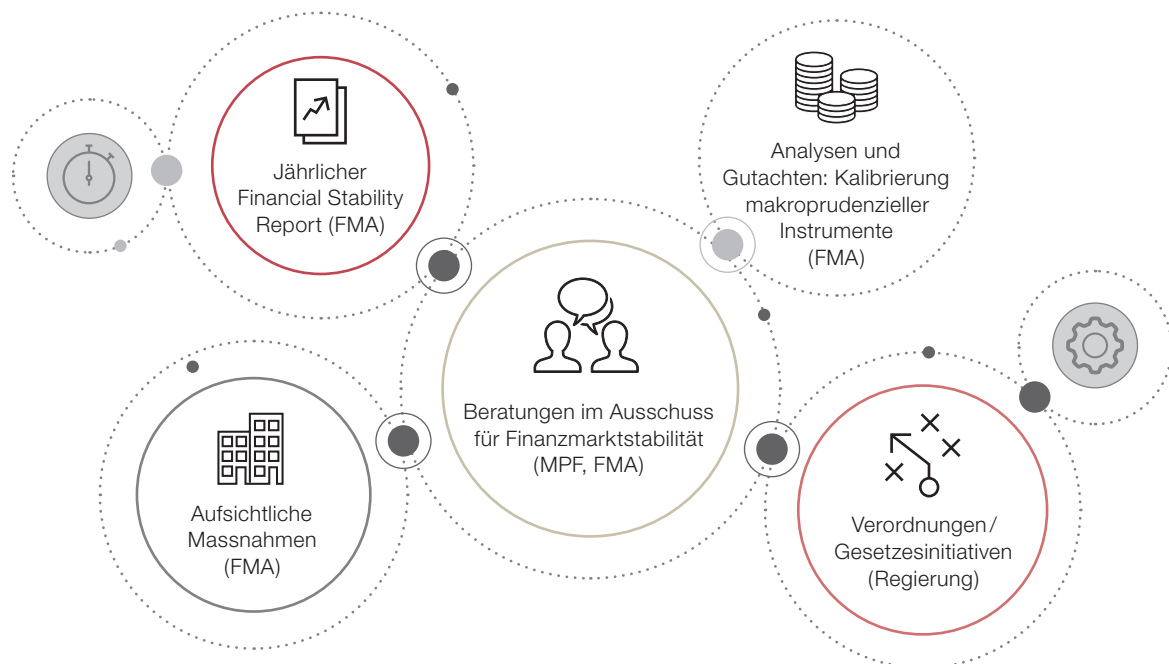 Jährlicher
Financial Stability
Report (FMA)
Analysen und
Gutachten: Kalibrierung
makroprudenzieller
Instrumente
(FMA)
Beratungen im Ausschuss
für Finanzmarktstabilität
(MPF, FMA)
Aufsichtliche
Massnahmen
(FMA)
Verordnungen/
Gesetzesinitiativen
(Regierung)